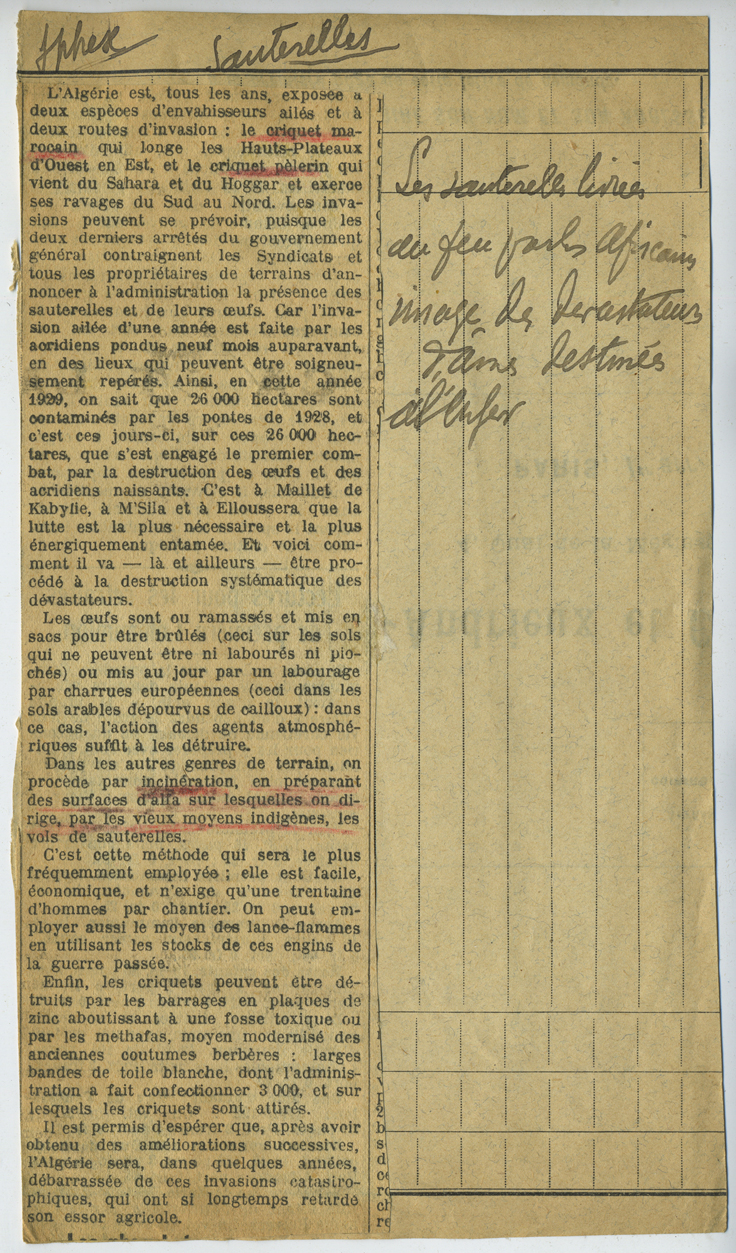 Sphex Sauterelles
L'Algérie est, tous les ans, exposée a
deux espèces d'envahisseurs ailés et à
deux routes d'invasion : le criquet ma-
rocain qui longe les Hauts-Plateaux
d'Ouest en Est, et le criquet pèlerin qui
vient du Sahara et du Hoggar et exerce
ses ravages du Sud au Nord. Les inva-
sions peuvent se prévoir, puisque les
deux derniers arrêtés du gouvernement
général contraignent les Syndicats et
tous les propriétaires de terrains d'an-
noncer à l'administration la présence des
sauterelles et de leurs œufs. Car l'inva-
sion ailée d'une année est faite par les
acridiens pondus neuf mois auparavant,
en des lieux qui peuvent être soigneu-
sement repérés. Ainsi, en cette année
1929, on sait que 26 000 hectares sont
contaminés par les pontes de 1928, et
c'est ces jours-ci, sur ces 26 000 hec-
tares, que s'est engagé le premier com-
bat, par la destruction des œufs et des
acridiens naissants. C'est à Maillet de
Kabylie, à M'Sila et à Elloussera que la
lutte est la plus nécessaire et la plus
énergiquement entamée. Et voici com-
ment il va — là et ailleurs — être pro-
cédé à la destruction systématique des
dévastateurs.
Les œufs sont ou ramassés et mis en
sacs pour être brûlés (ceci sur les sols
qui ne peuvent être ni labourés ni pio-
chés) ou mis au jour par un labourage
par charrues européennes (ceci dans les
sols arables dépourvus de cailloux) : dans
ce cas, l'action des agents atmosphé-
riques suffit à les détruire.
Dans les autres genres de terrain, on
procède par incinération, en préparant
des surfaces d'alfa sur lesquelles on di-
rige, par les vieux moyens indigènes, les
vols de sauterelles.
C'est cette méthode qui sera le plus
fréquemment employée ; elle est facile,
économique, et n'exige qu'une trentaine
d'hommes par chantier. On peut em-
ployer aussi le moyen des lance-flammes
en utilisant les stocks de ces engins de
la guerre passée.
Enfin, les criquets peuvent être dé-
truits par les barrages en plaques de
zinc aboutissant à une fosse toxique ou
par les methafas, moyen modernisé des
anciennes coutumes berbères : larges
bandes de toile blanche, dont l'adminis-
tration a fait confectionner 3 000, et sur
lesquels les criquets sont attirés.
Il est permis d'espérer que, après avoir
obtenu des améliorations successives,
l'Algérie sera, dans quelques années,
débarrassée de ces invasions catastro-
phiques, qui ont si longtemps retardé
son essor agricole.
Les sauterelles livrées
au feu par les Africains
image des devastateurs
d'âmes destinées
à l'Enfer